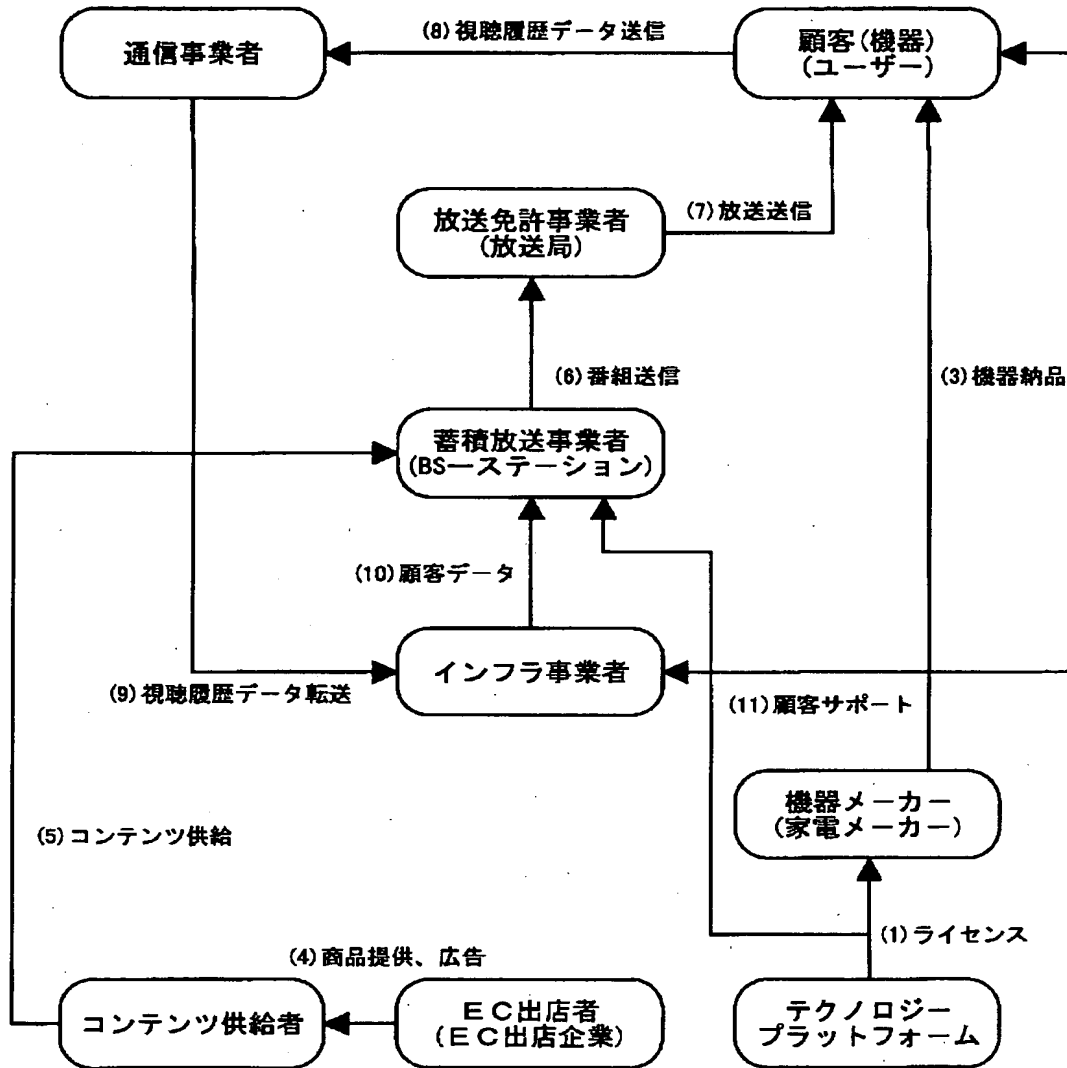 (8)視聴履歴データ送信
通信事業者
顧客(機器)
(ユーザー)
放送免許事業者
(放送局)
(7)放送送信
(6)番組送信
(3)機器納品
蓄積放送事業者
(BS―ステーション)
(10)顧客データ
インフラ事業者
(9)視聴履歴データ転送
(11)顧客サポート
機器メーカー
(家電メーカー)
(5)コンテンツ供給
(1)ライセンス
(4)商品提供、広告
コンテンツ供給者
EC出店者
(EC出店企業)
テクノロジー
プラットフォーム